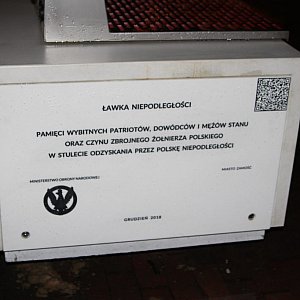 ŁAWKA NIEPODLEGŁOŚCI
PAMIĘCI WYBITNYCH PATRIOTÓW, DOWÓDCÓW I MĘŻÓW STANU
ORAZ CZYNU ZBROJNEGO ŻOŁNIERZA POLSKIEGO
W STULECIE ODZYSKANIA PRZEZ POLSKĘ NIEPODLEGŁOŚCI
MINISTERSTWO OBRONY NARODOWEJ
MIASTO ZAMOŚĆ
GRUDZIEŃ 2018